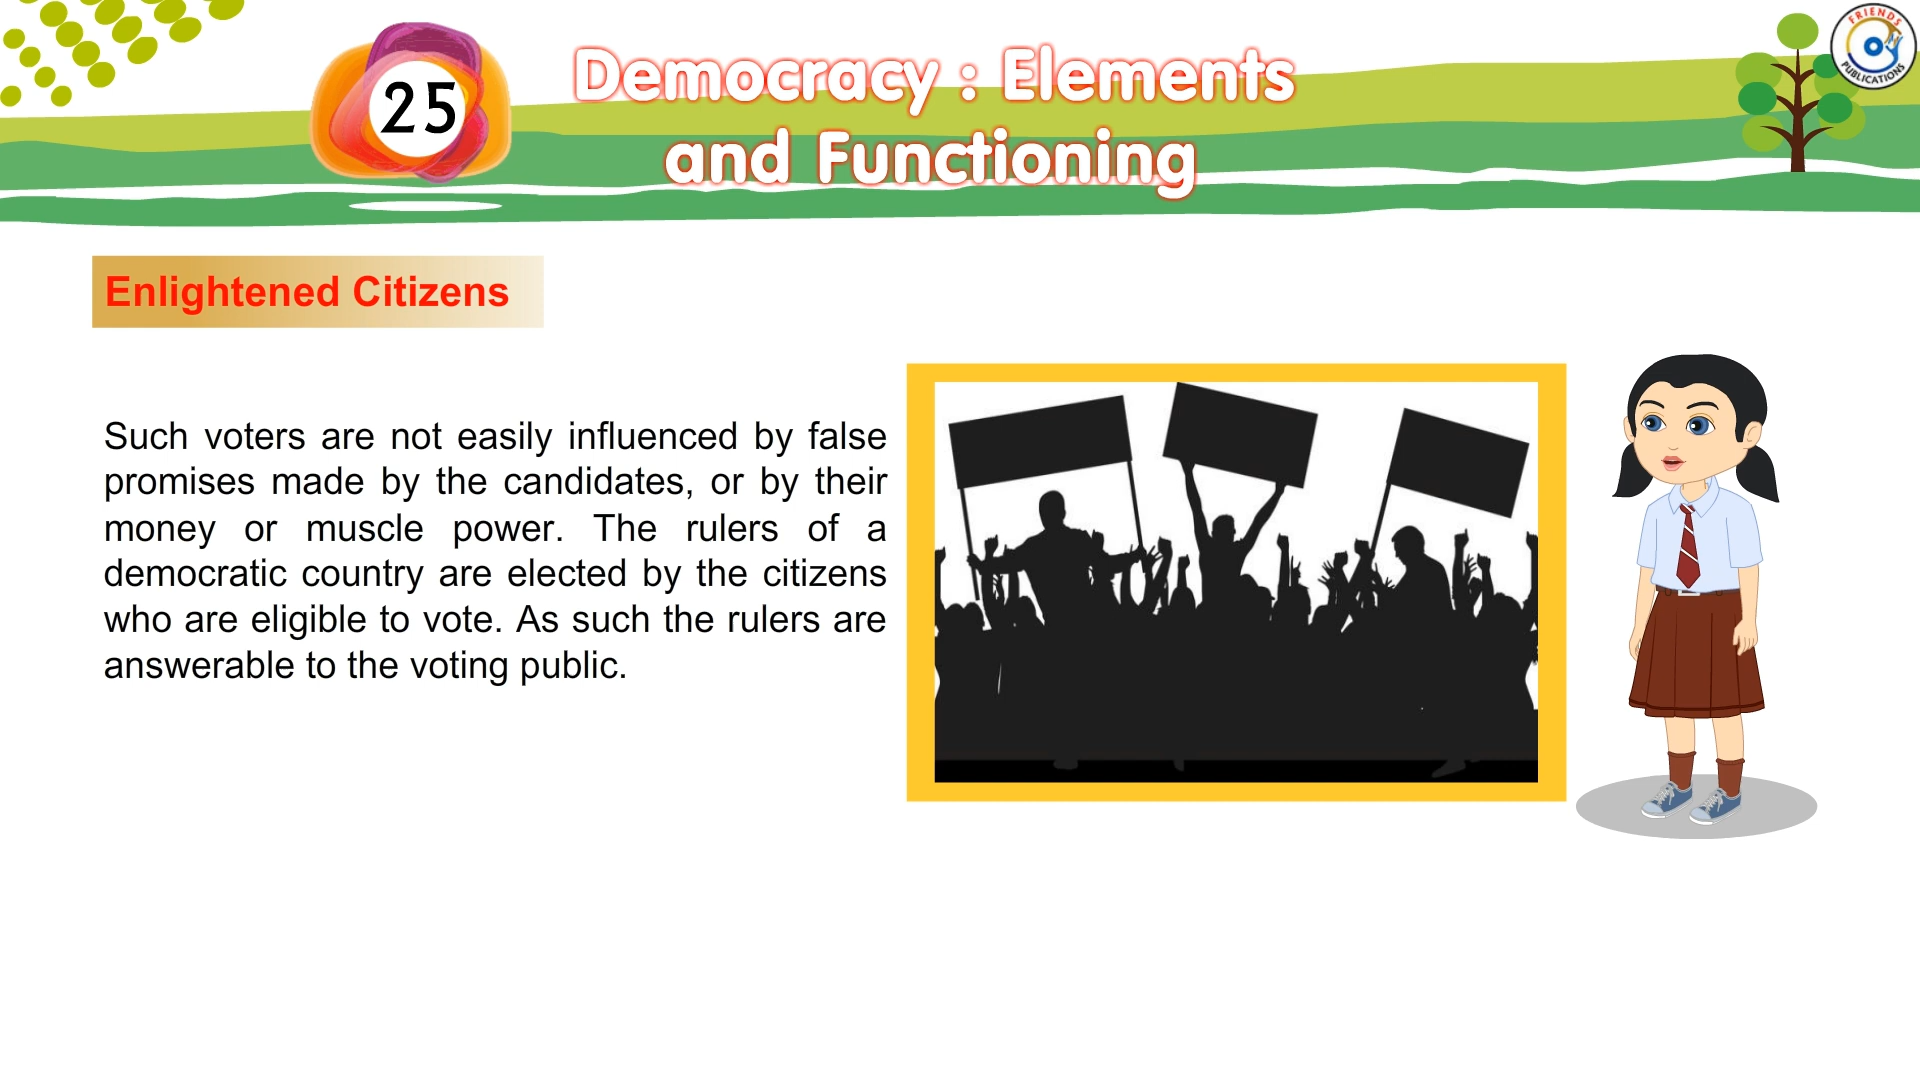 FRIENDS
PUBLICATIONS
25
Democracy : Elements
and Functioning
Enlightened Citizens
Such voters are not easily influenced by false
promises made by the candidates, or by their
money or muscle power. The rulers of a
democratic country are elected by the citizens
who are eligible to vote. As such the rulers are
answerable to the voting public.